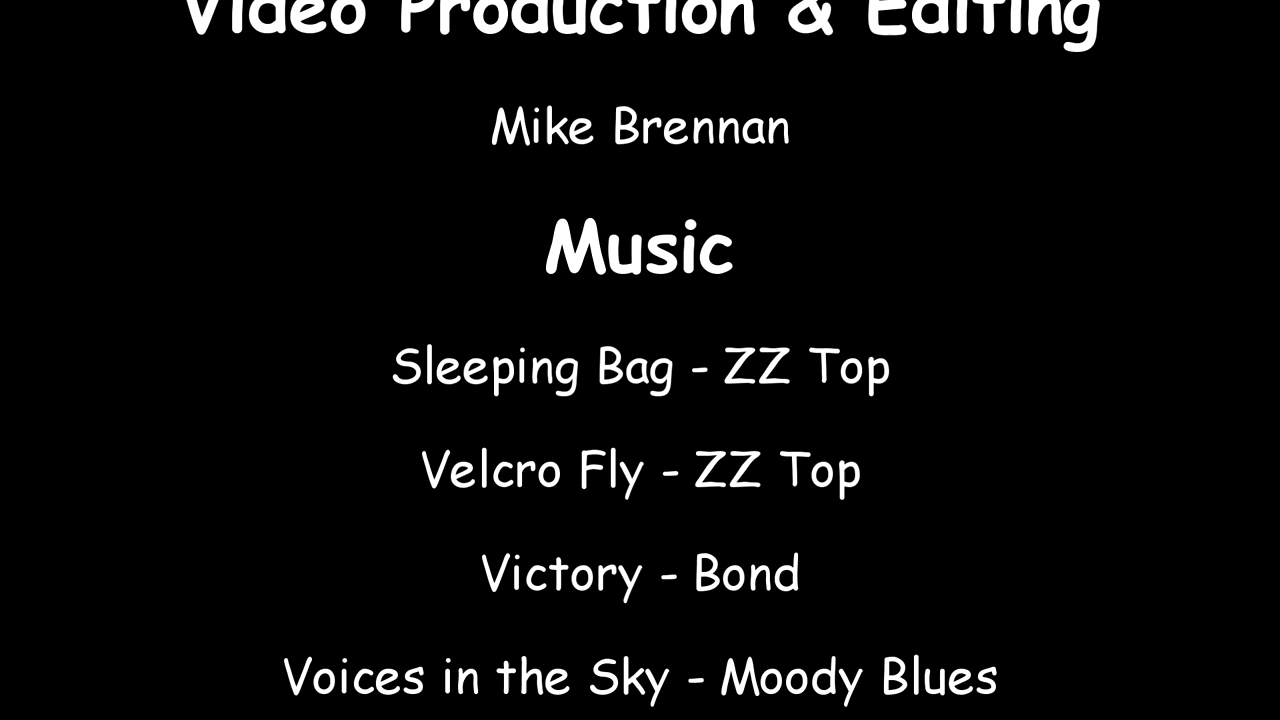 Video Production & Editing
Mike Brennan
Music
Sleeping Bag - ZZ Top
Velcro Fly - ZZ Top
Victory - Bond
Voices in the Sky - Moody Blues